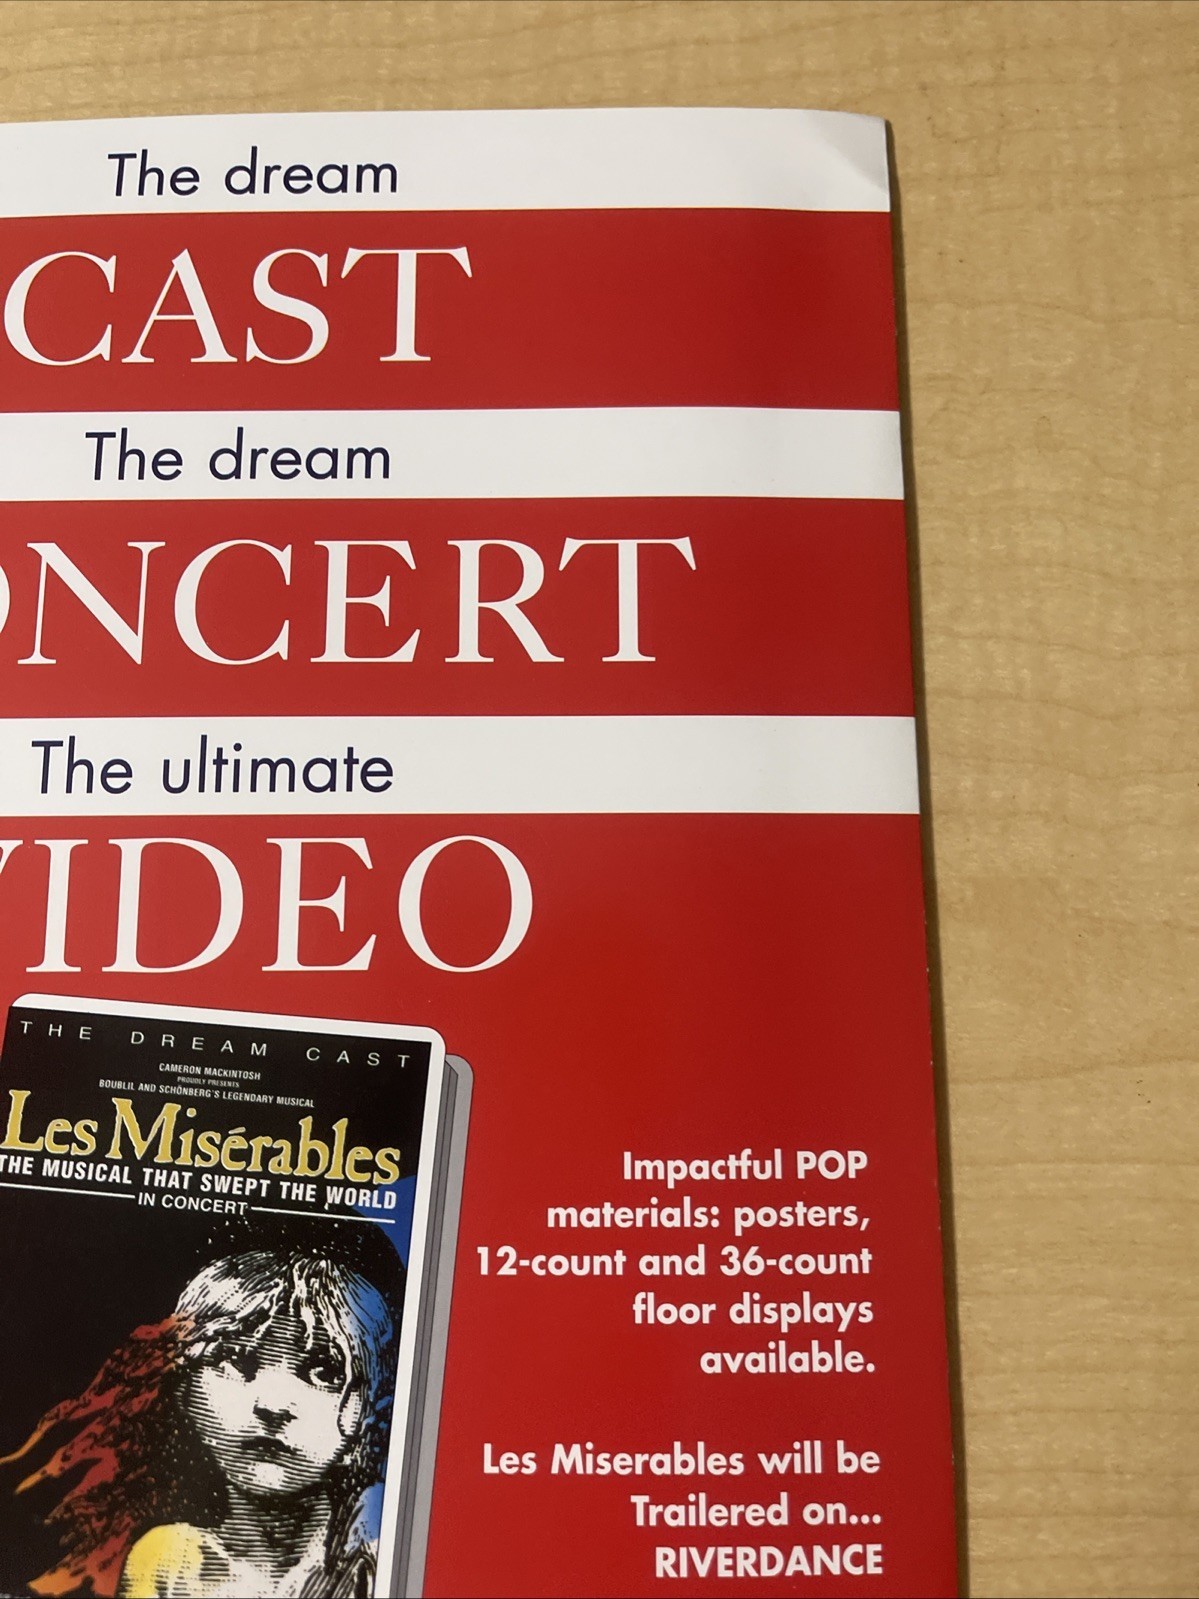 The dream
CAST
The dream
ONCERT
The ultimate
VIDEO
THE DREAM CAST
CAMERON MACKINTOSH
PROUDLY PRESENTS
BOUBLIL AND SCHÖNBERG'S LEGENDARY MUSICAL
Les Misérables
THE MUSICAL THAT SWEPT THE WORLD
IN CONCERT
Impactful POP
materials: posters,
12-count and 36-count
floor displays
available.
Les Miserables will be
Trailered on...
RIVERDANCE